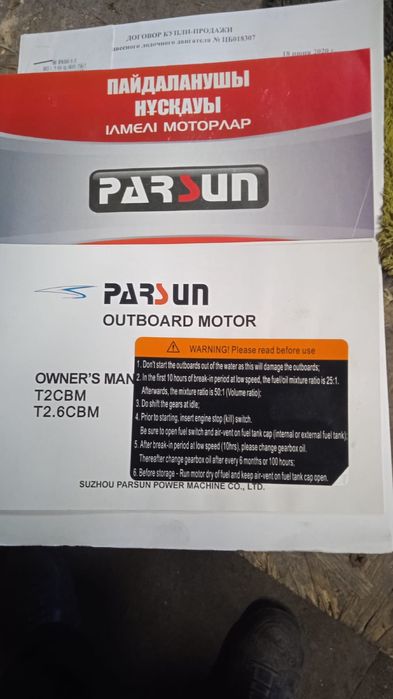 ДОГОВОР КУПЛИ-ПРОДАЖИ
весного лодочного двигателя № ЦБ018307
18 июня 2020 г.
ПАЙДАЛАНУШЫ
НҰСҚАУЫ
ІЛМЕЛІ МОТОРЛАР
PARSUN
PARSUN
OUTBOARD MOTOR
WARNING! Please read before use
1. Don't start the outboards out of the water as this will damage the outboards;
OWNER'S MAN
2. In the first 10 hours of break-in period at low speed, the fuel/oil mixture ratio is 25:1.
T2CBM
Afterwards, the mixture ratio is 50:1 (Volume ratio);
T2.6CBM
3. Do shift the gears at idle;
4. Prior to starting, insert engine stop (kill) switch.
Be sure to open fuel switch and air-vent on fuel tank cap (internal or external fuel tank);
5. After break-in period at low speed (10hrs), please change gearbox oil.
Thereafter change gearbox oil after every 6 months or 100 hours;
6. Before storage - Run motor dry of fuel and keep air-vent on fuel tank cap open.
SUZHOU PARSUN POWER MACHINE CO., LTD.